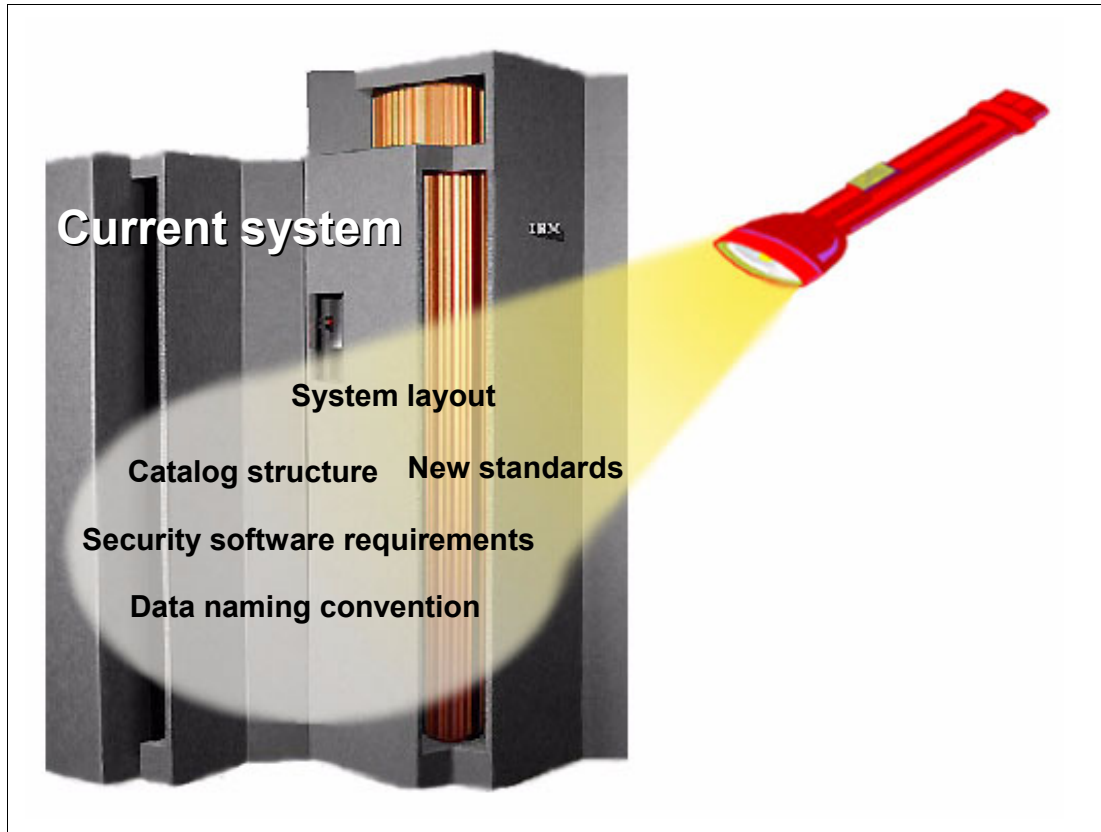 Current system
IBM
System layout
Catalog structure
New standards
Security software requirements
Data naming convention